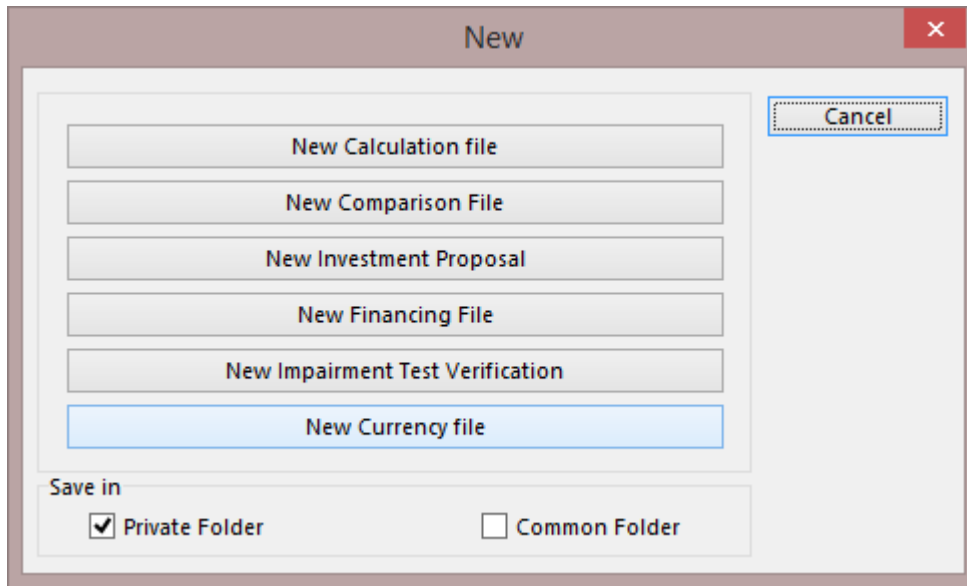 New
New Calculation file
Cancel
New Comparison File
New Investment Proposal
New Financing File
New Impairment Test Verification
New Currency file
Save in
Private Folder
Common Folder